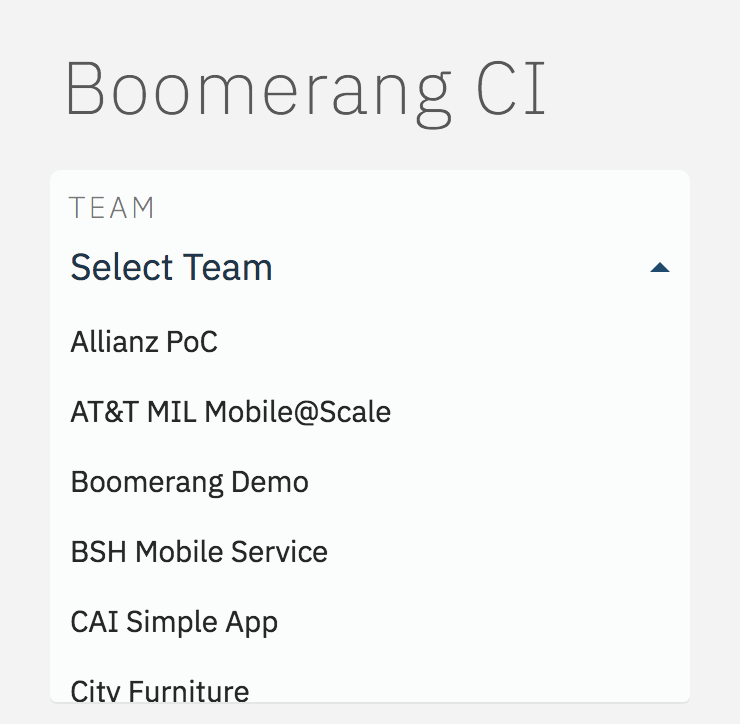 Boomerang CI
TEAM
Select Team
Allianz PoC
AT&T MIL Mobile@Scale
Boomerang Demo
BSH Mobile Service
CAI Simple App
City Furniture